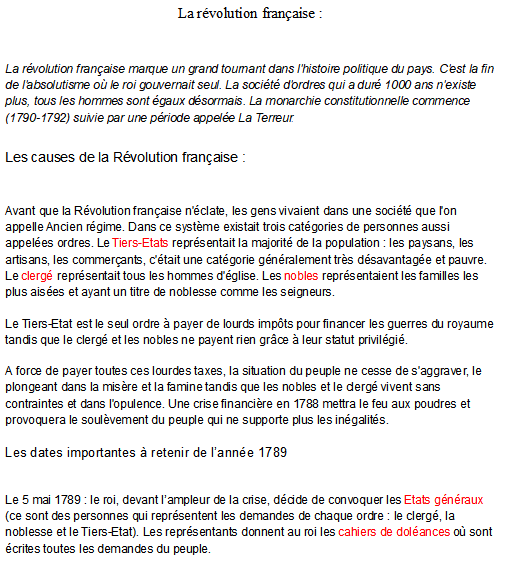 La révolution française :
La révolution française marque un grand tournant dans l'histoire politique du pays. C'est la fin
de l'absolutisme où le roi gouvernait seul. La société d'ordres qui a duré 1000 ans n'existe
plus, tous les hommes sont égaux désormais. La monarchie constitutionnelle commence
(1790-1792) suivie par une période appelée La Terreur.
Les causes de la Révolution française :
Avant que la Révolution française n'éclate, les gens vivaient dans une société que l'on
appelle Ancien régime. Dans ce système existait trois catégories de personnes aussi
appelées ordres. Le Tiers-Etats représentait la majorité de la population : les paysans, les
artisans, les commerçants, c'était une catégorie généralement très désavantagée et pauvre.
Le clergé représentait tous les hommes d'église. Les nobles représentaient les familles les
plus aisées et ayant un titre de noblesse comme les seigneurs.
Le Tiers-Etat est le seul ordre à payer de lourds impôts pour financer les guerres du royaume
tandis que le clergé et les nobles ne payent rien grâce à leur statut privilégié.
A force de payer toutes ces lourdes taxes, la situation du peuple ne cesse de s'aggraver, le
plongeant dans la misère et la famine tandis que les nobles et le clergé vivent sans
contraintes et dans l'opulence. Une crise financière en 1788 mettra le feu aux poudres et
provoquera le soulèvement du peuple qui ne supporte plus les inégalités.
Les dates importantes à retenir de l'année 1789
Le 5 mai 1789 : le roi, devant l'ampleur de la crise, décide de convoquer les Etats généraux
(ce sont des personnes qui représentent les demandes de chaque ordre : le clergé, la
noblesse et le Tiers-Etat). Les représentants donnent au roi les cahiers de doléances où sont
écrites toutes les demandes du peuple.